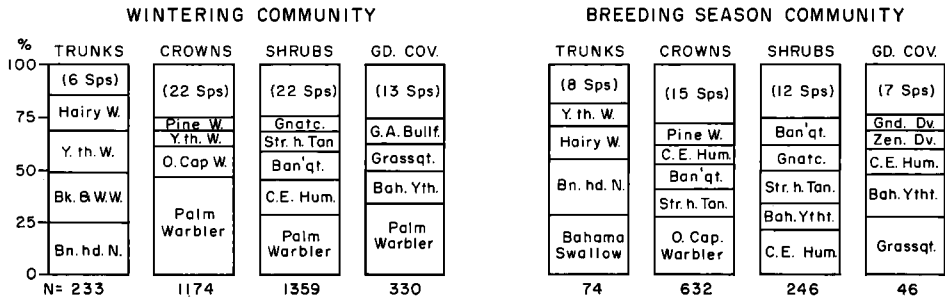 WINTERING COMMUNITY
% TRUNKS CROWNS SHRUBS GD. COV.
100
75
50
25
0
(6 Sps)
Hairy W.
Y. th. W.
Bk. & W.W.
Bn. hd. N.
(22 Sps)
Pine W.
Y. th. W.
O. Cap W.
Palm
Warbler
(22 Sps)
Gnatc.
Str. h. Tan
Ban'qt.
C.E. Hum.
Palm
Warbler
(13 Sps)
G.A. Bullf.
Grassqt.
Bah. Yth.
Palm
Warbler
N= 233 1174 1359 330
BREEDING SEASON COMMUNITY
TRUNKS CROWNS SHRUBS GD. COV.
(8 Sps)
Y. th. W.
Hairy W.
Bn. hd. N.
Bahama
Swallow
(15 Sps)
Pine W.
C.E. Hum.
Ban'qt.
Str. h. Tan.
O. Cap.
Warbler
(12 Sps)
Ban'qt.
Gnatc.
Str. h. Tan.
Bah. Ytht.
C.E. Hum.
(7 Sps)
Gnd. Dv.
Zen. Dv.
C.E. Hum.
Bah. Ytht.
Grassqt.
74 632 246 46